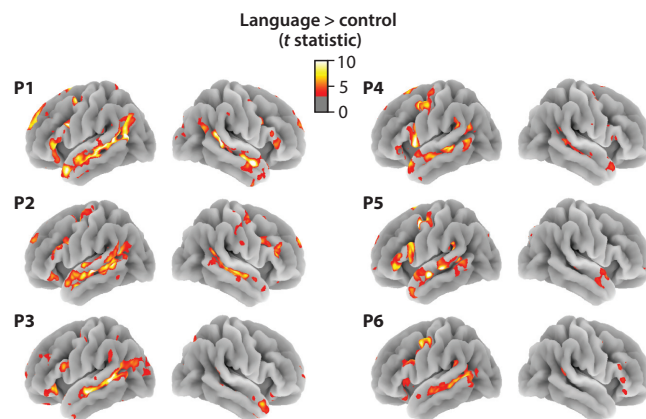 Language > control
(t statistic)
10
5
0
P1
P4
P2
P5
P3
P6